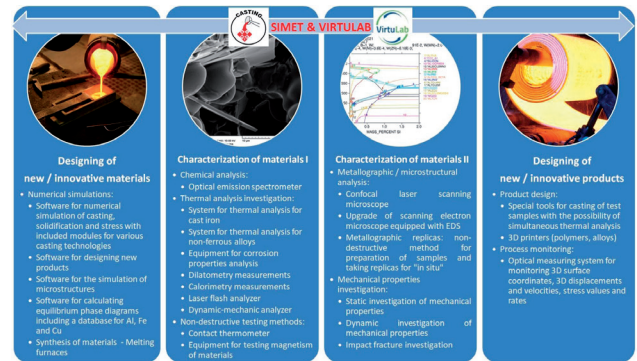 CASTING
SIMET & VIRTULAB
VirtuLab
MASS_PERCENT SI
Designing of
new / innovative materials
• Numerical simulations:
• Software for numerical
simulation of casting,
solidification and stress with
included modules for various
casting technologies
• Software for designing new
products
• Software for the simulation of
microstructures
• Software for calculating
equilibrium phase diagrams
including a database for Al, Fe
and Cu
• Synthesis of materials - Melting
furnaces
Characterization of materials I
• Chemical analysis:
• Optical emission spectrometer
• Thermal analysis investigation:
• System for thermal analysis for
cast iron
• System for thermal analysis for
non-ferrous alloys
• Equipment for corrosion
properties analysis
• Dilatometry measurements
• Calorimetry measurements
• Laser flash analyzer
• Dynamic-mechanic analyzer
• Non-destructive testing methods:
• Contact thermometer
• Equipment for testing magnetism
of materials
Characterization of materials II
• Metallographic / microstructural
analysis:
• Confocal laser scanning
microscope
• Upgrade of scanning electron
microscope equipped with EDS
• Metallographic replicas: non-
destructive method for
preparation of samples and
taking replicas for "in situ"
• Mechanical properties
investigation:
• Static investigation of mechanical
properties
• Dynamic investigation of
mechanical properties
• Impact fracture investigation
Designing of
new / innovative products
• Product design:
• Special tools for casting of test
samples with the possibility of
simultaneous thermal analysis
• 3D printers (polymers, alloys)
• Process monitoring:
• Optical measuring system for
monitoring 3D surface
coordinates, 3D displacements
and velocities, stress values and
rates